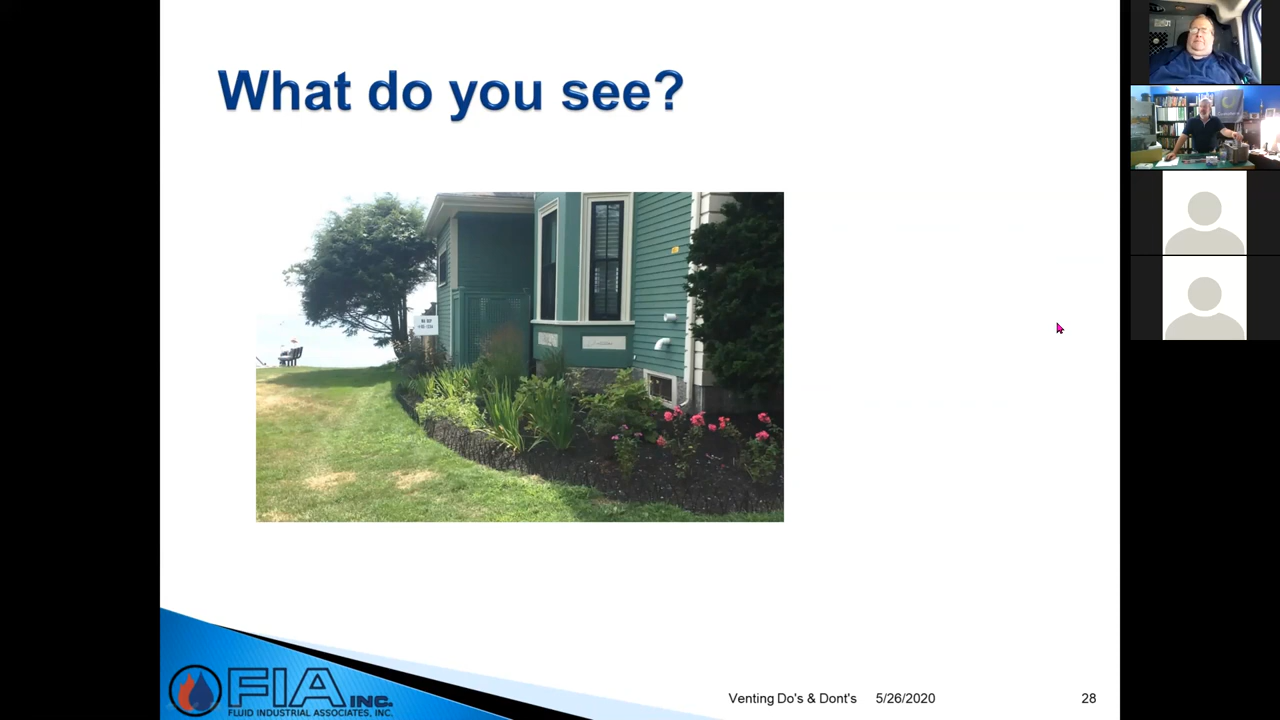 What do you see?
FIA INC.
FLUID INDUSTRIAL ASSOCIATES, INC.
Venting Do's & Dont's 5/26/2020 28